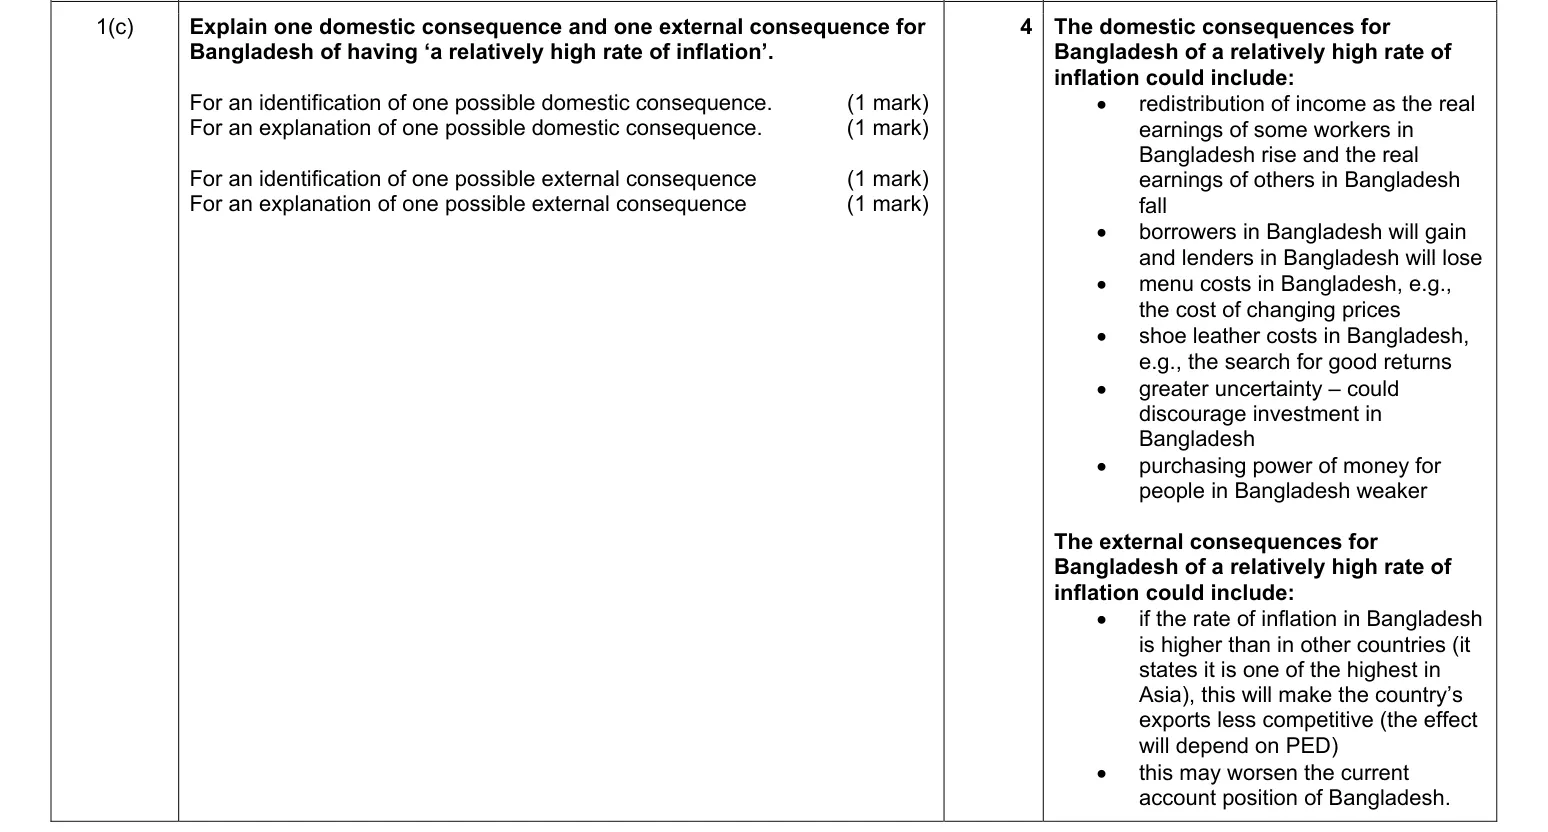 1(c)
Explain one domestic consequence and one external consequence for
Bangladesh of having ‘a relatively high rate of inflation’.
For an identification of one possible domestic consequence. (1 mark)
For an explanation of one possible domestic consequence. (1 mark)
For an identification of one possible external consequence (1 mark)
For an explanation of one possible external consequence (1 mark)
4
The domestic consequences for
Bangladesh of a relatively high rate of
inflation could include:
• redistribution of income as the real
earnings of some workers in
Bangladesh rise and the real
earnings of others in Bangladesh
fall
• borrowers in Bangladesh will gain
and lenders in Bangladesh will lose
• menu costs in Bangladesh, e.g.,
the cost of changing prices
• shoe leather costs in Bangladesh,
e.g., the search for good returns
• greater uncertainty – could
discourage investment in
Bangladesh
• purchasing power of money for
people in Bangladesh weaker
The external consequences for
Bangladesh of a relatively high rate of
inflation could include:
• if the rate of inflation in Bangladesh
is higher than in other countries (it
states it is one of the highest in
Asia), this will make the country’s
exports less competitive (the effect
will depend on PED)
• this may worsen the current
account position of Bangladesh.